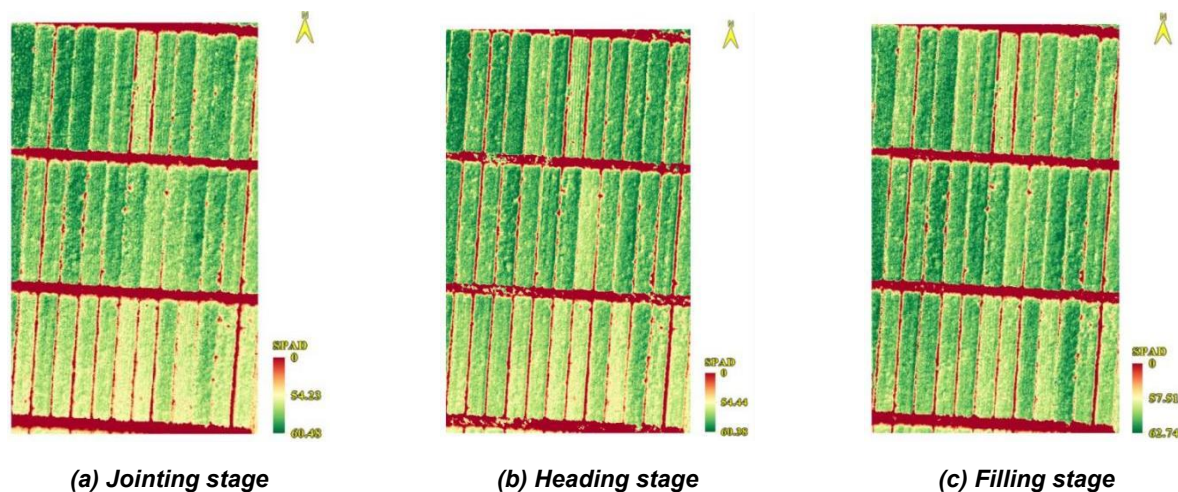 N
N
N
SPAD
0
54.23
60.48
SPAD
0
54.44
60.38
SPAD
0
57.51
62.74
(a) Jointing stage
(b) Heading stage
(c) Filling stage